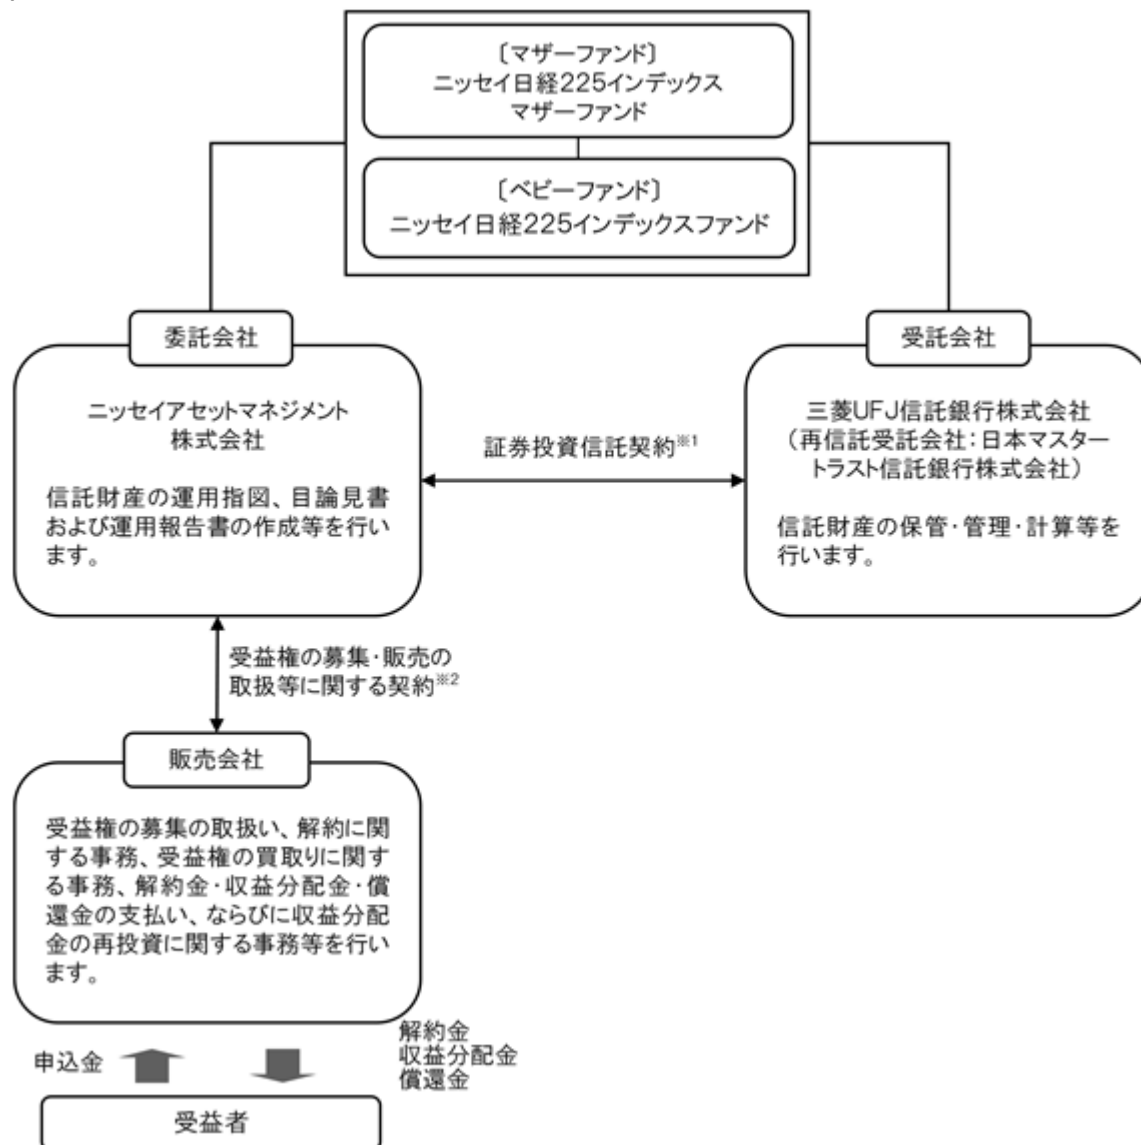 〔マザーファンド〕
ニッセイ日経225インデックス
マザーファンド
〔ベビーファンド〕
ニッセイ日経225インデックスファンド
委託会社
ニッセイアセットマネジメント
株式会社
信託財産の運用指図、目論見書
および運用報告書の作成等を行い
ます。
証券投資信託契約※1
受託会社
三菱UFJ信託銀行株式会社
（再信託受託会社：日本マスター
トラスト信託銀行株式会社）
信託財産の保管・管理・計算等を
行います。
受益権の募集・販売の
取扱等に関する契約※2
販売会社
受益権の募集の取扱い、解約に関
する事務、受益権の買取りに関す
る事務、解約金・収益分配金・償
還金の支払い、ならびに収益分配
金の再投資に関する事務等を行い
ます。
申込金
解約金
収益分配金
償還金
受益者